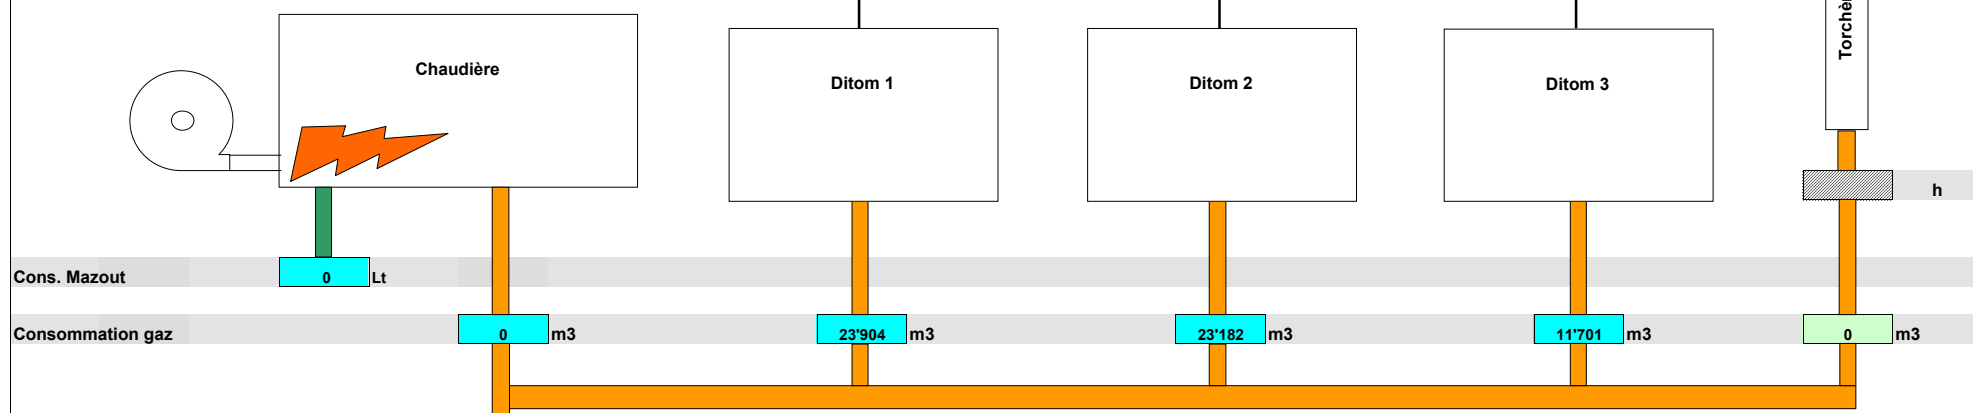 Torchèr
Chaudière
Ditom 1
Ditom 2
Ditom 3
h
Cons. Mazout 0 Lt
Consommation gaz 0 m3 23'904 m3 23'182 m3 11'701 m3 0 m3